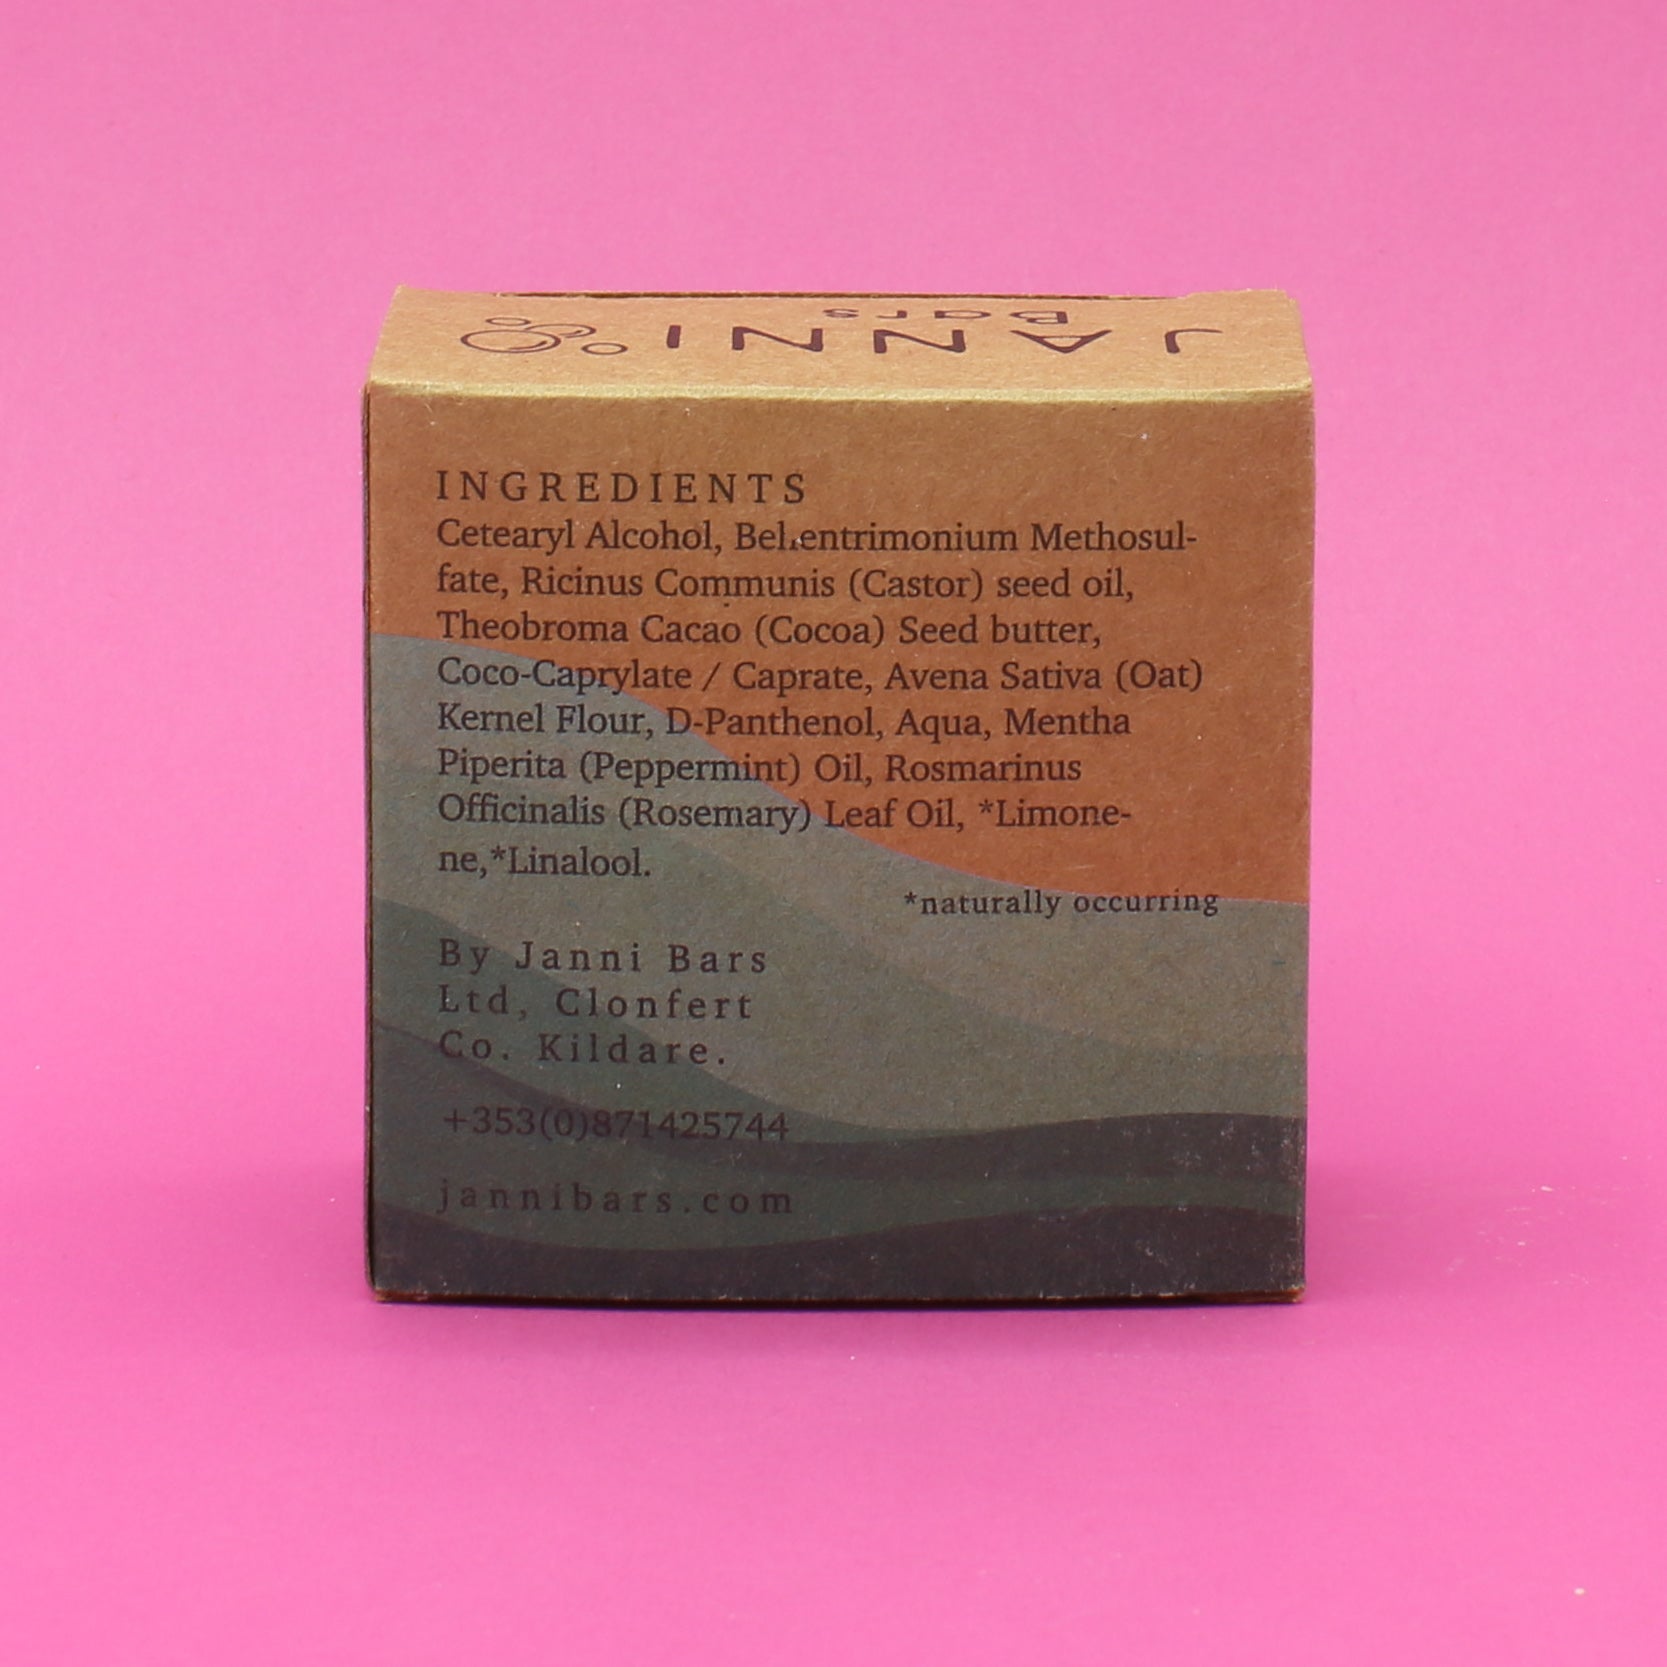 JANNI
Bars
INGREDIENTS
Cetearyl Alcohol, Behentrimonium Methosul-
fate, Ricinus Communis (Castor) seed oil,
Theobroma Cacao (Cocoa) Seed butter,
Coco-Caprylate / Caprate, Avena Sativa (Oat)
Kernel Flour, D-Panthenol, Aqua, Mentha
Piperita (Peppermint) Oil, Rosmarinus
Officinalis (Rosemary) Leaf Oil, *Limone-
ne,*Linalool.
*naturally occurring
By Janni Bars
Ltd, Clonfert
Co. Kildare.
+353(0)871425744
jannibars.com